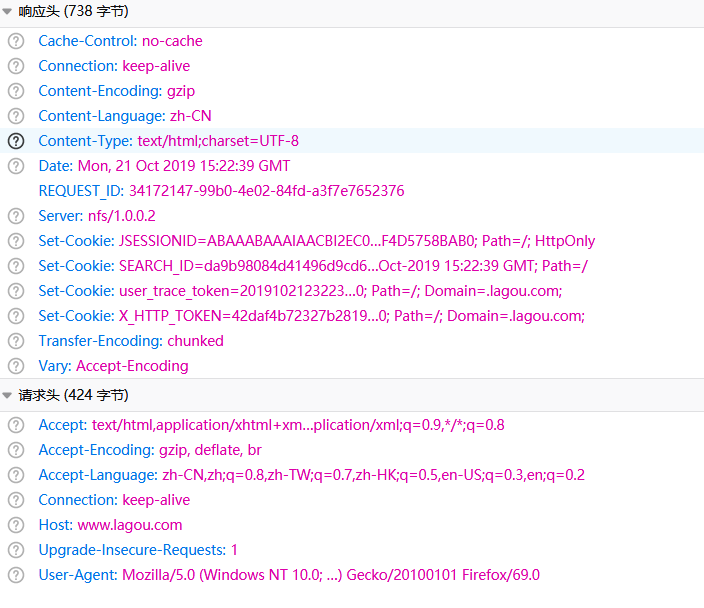 响应头 (738 字节)
Cache-Control: no-cache
Connection: keep-alive
Content-Encoding: gzip
Content-Language: zh-CN
Content-Type: text/html;charset=UTF-8
Date: Mon, 21 Oct 2019 15:22:39 GMT
REQUEST_ID: 34172147-99b0-4e02-84fd-a3f7e7652376
Server: nfs/1.0.0.2
Set-Cookie: JSESSIONID=ABAAABAAAIAACBI2EC0...F4D5758BAB0; Path=/; HttpOnly
Set-Cookie: SEARCH_ID=da9b98084d41496d9cd6...Oct-2019 15:22:39 GMT; Path=/
Set-Cookie: user_trace_token=2019102123223...0; Path=/; Domain=.lagou.com;
Set-Cookie: X_HTTP_TOKEN=42daf4b72327b2819...0; Path=/; Domain=.lagou.com;
Transfer-Encoding: chunked
Vary: Accept-Encoding
请求头 (424 字节)
Accept: text/html,application/xhtml+xm...plication/xml;q=0.9,*/*;q=0.8
Accept-Encoding: gzip, deflate, br
Accept-Language: zh-CN,zh;q=0.8,zh-TW;q=0.7,zh-HK;q=0.5,en-US;q=0.3,en;q=0.2
Connection: keep-alive
Host: www.lagou.com
Upgrade-Insecure-Requests: 1
User-Agent: Mozilla/5.0 (Windows NT 10.0; ...) Gecko/20100101 Firefox/69.0